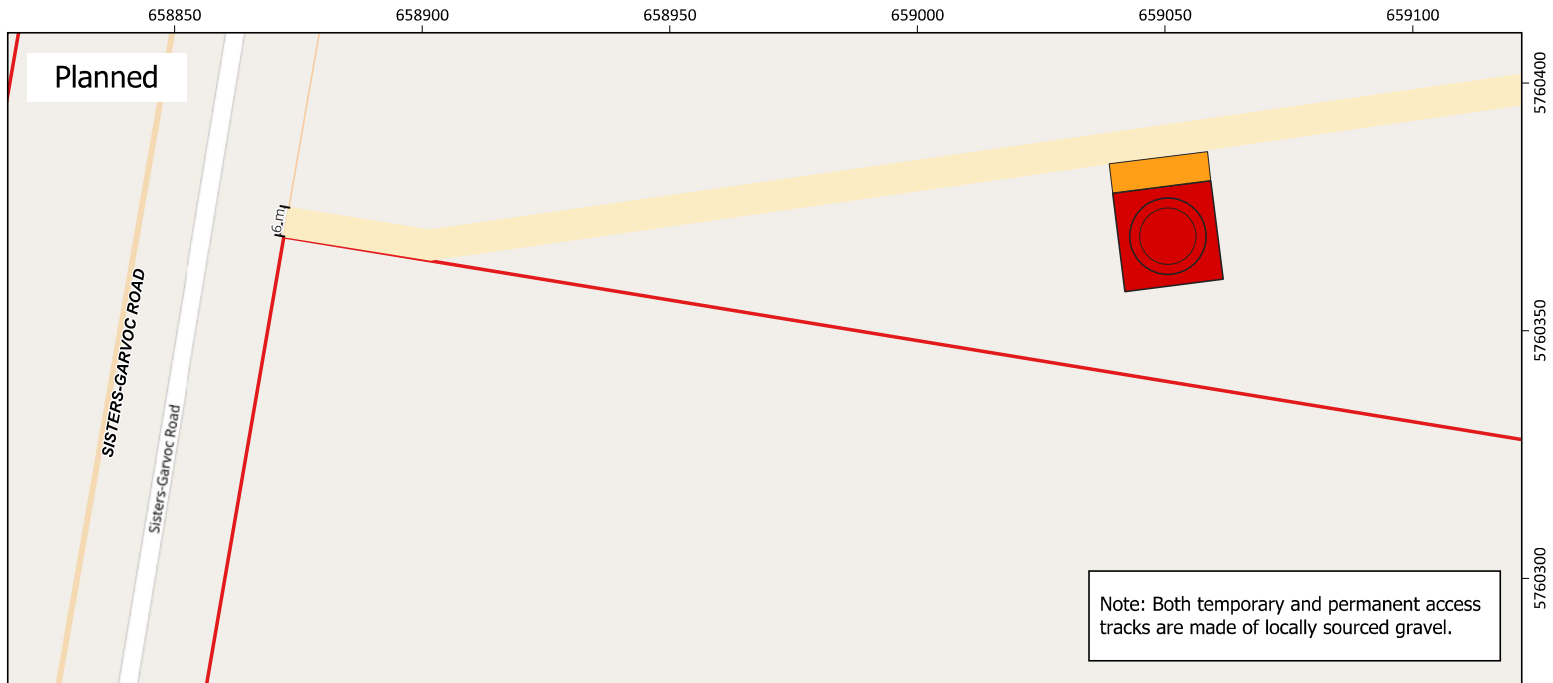 658850 658900 658950 659000 659050 659100
Planned
5760400
6 m
SISTERS-GARVOC ROAD
5760350
Sisters-Garvoc Road
5760300
Note: Both temporary and permanent access
tracks are made of locally sourced gravel.